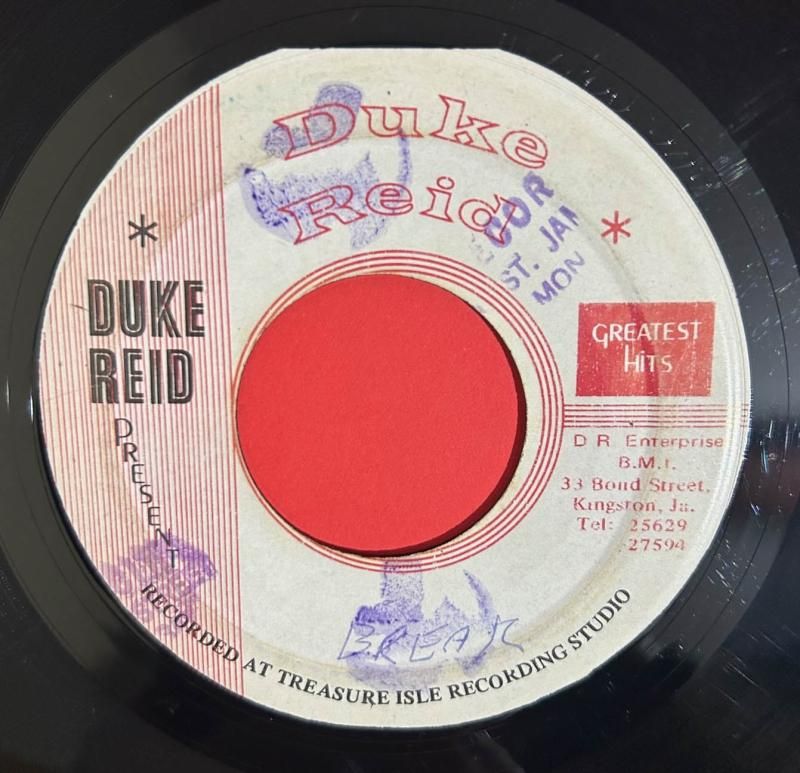 Duke
Reid
* *
DUKE
REID
PRESENT
ST. JA
MON
GREATEST
HITS
D R Enterprise
B.M.I.
33 Bond Street,
Kingston, Ja.
Tel: 25629
27594
BREAK
RECORDED AT TREASURE ISLE RECORDING STUDIO